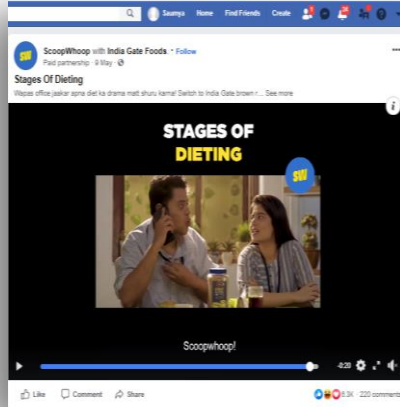 Saumya Home Find Friends Create
SW
ScoopWhoop with India Gate Foods. · Follow
Paid partnership · 9 May ·
Stages Of Dieting
Wapas office jaakar apna diet ka drama matt shuru karna! Switch to India Gate brown r... See more
STAGES OF
DIETING
SW
Scoopwhoop!
-0:20
Like Comment Share
220 comments